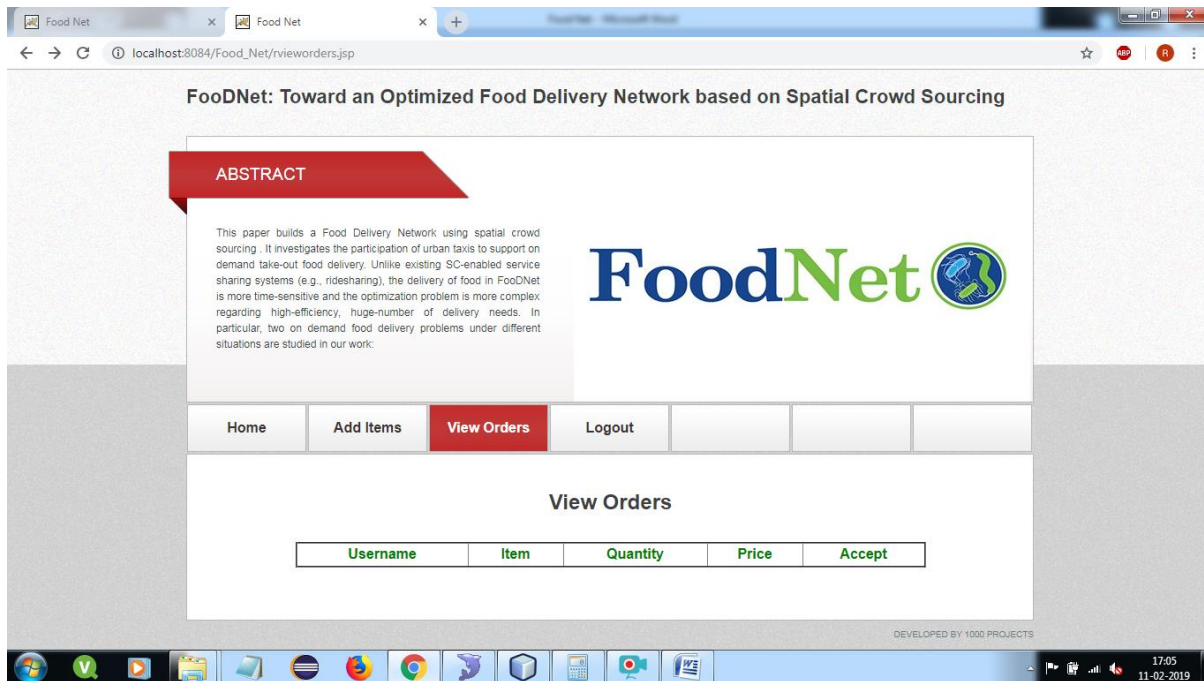 Food Net
Food Net
localhost:8084/Food_Net/rvieworders.jsp
ABP
R
FooDNet: Toward an Optimized Food Delivery Network based on Spatial Crowd Sourcing
ABSTRACT
This paper builds a Food Delivery Network using spatial crowd
sourcing . It investigates the participation of urban taxis to support on
demand take-out food delivery. Unlike existing SC-enabled service
sharing systems (e.g., ridesharing), the delivery of food in FooDNet
is more time-sensitive and the optimization problem is more complex
regarding high-efficiency, huge-number of delivery needs. In
particular, two on demand food delivery problems under different
situations are studied in our work:
FoodNet
Home Add Items View Orders Logout
View Orders
Username Item Quantity Price Accept
DEVELOPED BY 1000 PROJECTS
17:05
11-02-2019